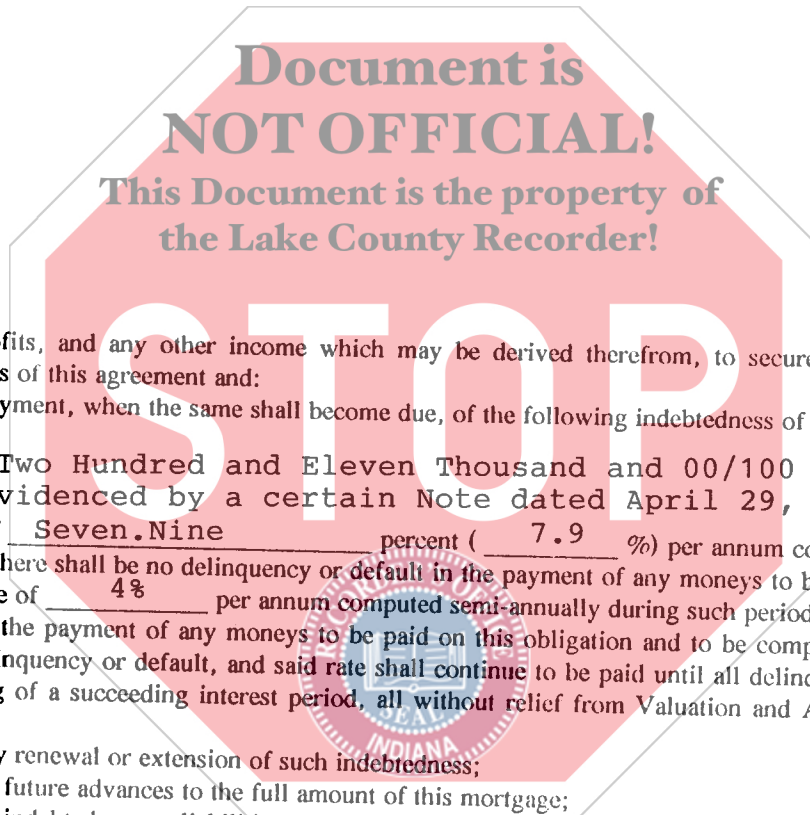 Document is
NOT OFFICIAL!
This Document is the property of
the Lake County Recorder!
STOP
fits, and any other income which may be derived therefrom, to secure
s of this agreement and:
yment, when the same shall become due, of the following indebtedness of
Two Hundred and Eleven Thousand and 00/100
videnced by a certain Note dated April 29,
Seven.Nine percent ( 7.9 %) per annum co
here shall be no delinquency or default in the payment of any moneys to b
e of 4% per annum computed semi-annually during such period
the payment of any moneys to be paid on this obligation and to be comp
nquency or default, and said rate shall continue to be paid until all delinq
g of a succeeding interest period, all without relief from Valuation and A
RECORDER'S OFFICE
SEAL
INDIANA
y renewal or extension of such indebtedness;
future advances to the full amount of this mortgage;